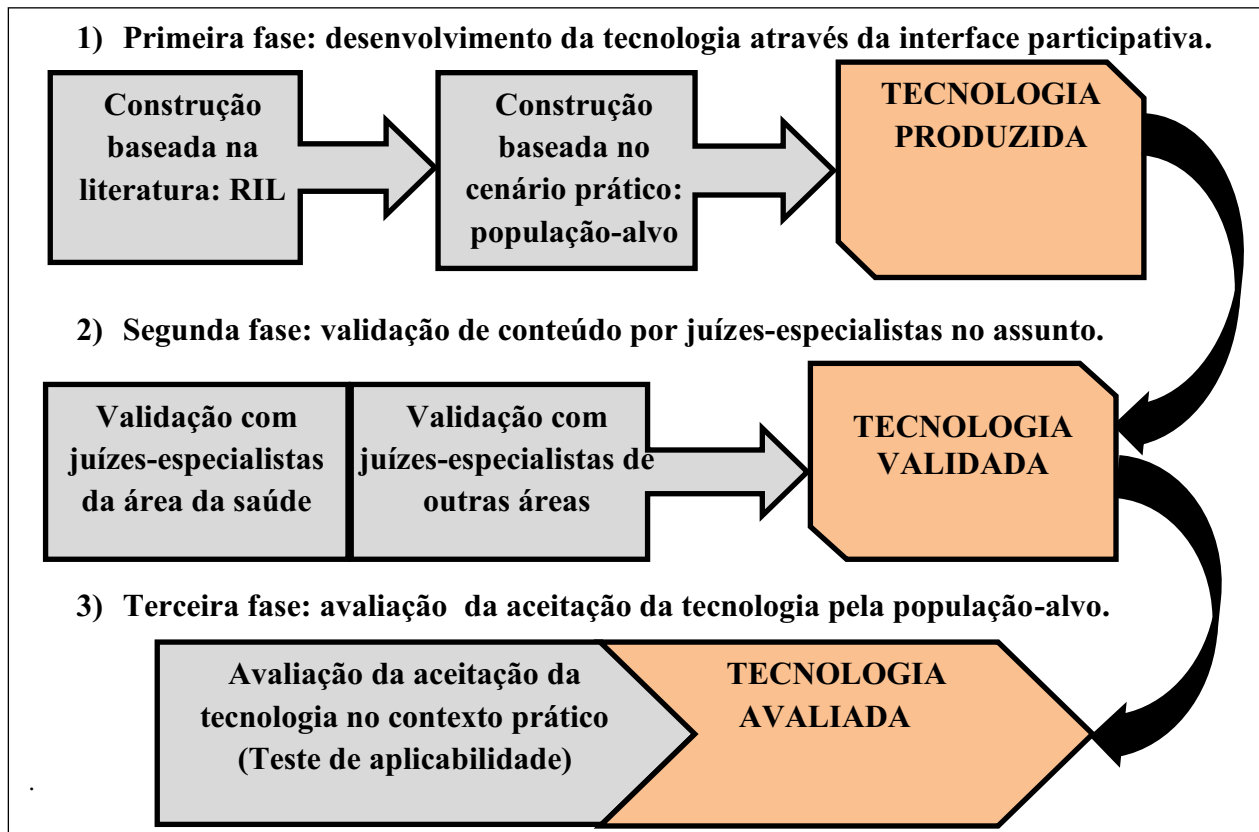 1) Primeira fase: desenvolvimento da tecnologia através da interface participativa.
Construção
baseada na
literatura: RIL
Construção
baseada no
cenário prático:
população-alvo
TECNOLOGIA
PRODUZIDA
2) Segunda fase: validação de conteúdo por juízes-especialistas no assunto.
Validação com
juízes-especialistas
da área da saúde
Validação com
juízes-especialistas de
outras áreas
TECNOLOGIA
VALIDADA
3) Terceira fase: avaliação da aceitação da tecnologia pela população-alvo.
Avaliação da aceitação da
tecnologia no contexto prático
(Teste de aplicabilidade)
TECNOLOGIA
AVALIADA
.